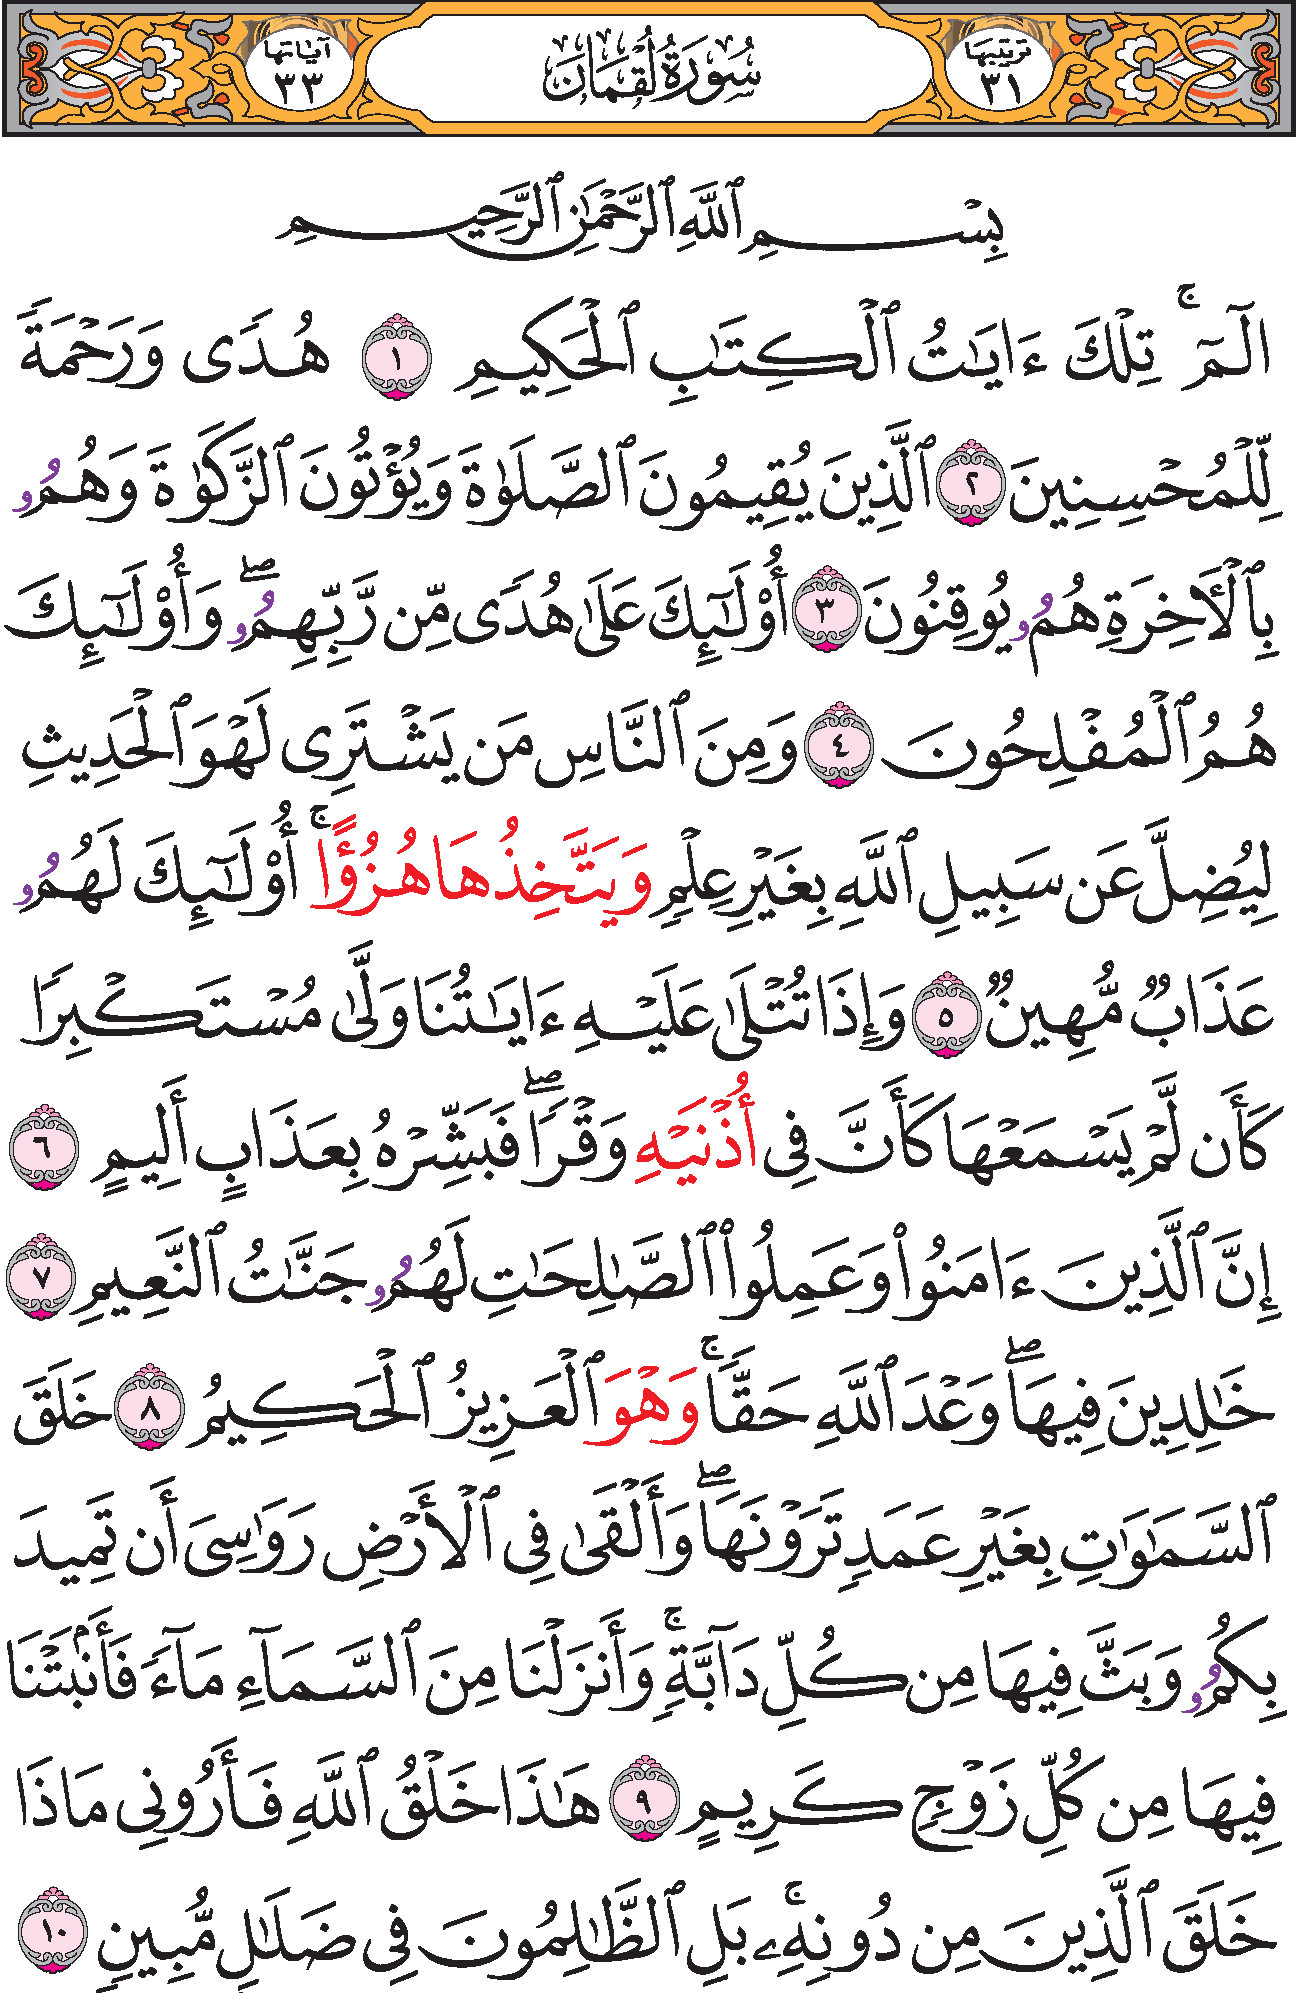 ترتيبها ٣١ سُورَةُ لُقْمَان آياتها ٣٣
بِسْمِ ٱللَّهِ ٱلرَّحْمَٰنِ ٱلرَّحِيمِ
الٓمٓ ۚ تِلْكَ ءَايَٰتُ ٱلْكِتَٰبِ ٱلْحَكِيمِ ١ هُدًى وَرَحْمَةً
لِّلْمُحْسِنِينَ ٢ ٱلَّذِينَ يُقِيمُونَ ٱلصَّلَوٰةَ وَيُؤْتُونَ ٱلزَّكَوٰةَ وَهُمُۥ
بِٱلْأٓخِرَةِ هُمُۥ يُوقِنُونَ ٣ أُوْلَٰٓئِكَ عَلَىٰ هُدًى مِّن رَّبِّهِمُۥ ۖ وَأُوْلَٰٓئِكَ
هُمُ ٱلْمُفْلِحُونَ ٤ وَمِنَ ٱلنَّاسِ مَن يَشْتَرِى لَهْوَ ٱلْحَدِيثِ
لِيُضِلَّ عَن سَبِيلِ ٱللَّهِ بِغَيْرِ عِلْمٍ وَيَتَّخِذُهَا هُزُؤًا ۚ أُوْلَٰٓئِكَ لَهُمُۥ
عَذَابٌ مُّهِينٌ ٥ وَإِذَا تُتْلَىٰ عَلَيْهِ ءَايَٰتُنَا وَلَّىٰ مُسْتَكْبِرًا
كَأَن لَّمْ يَسْمَعْهَا كَأَنَّ فِى أُذْنَيْهِ وَقْرًا ۖ فَبَشِّرْهُ بِعَذَابٍ أَلِيمٍ ٦
إِنَّ ٱلَّذِينَ ءَامَنُوا۟ وَعَمِلُوا۟ ٱلصَّٰلِحَٰتِ لَهُمُۥ جَنَّٰتُ ٱلنَّعِيمِ ٧
خَٰلِدِينَ فِيهَا ۖ وَعْدَ ٱللَّهِ حَقًّا ۚ وَهْوَ ٱلْعَزِيزُ ٱلْحَكِيمُ ٨ خَلَقَ
ٱلسَّمَٰوَٰتِ بِغَيْرِ عَمَدٍ تَرَوْنَهَا ۖ وَأَلْقَىٰ فِى ٱلْأَرْضِ رَوَٰسِىَ أَن تَمِيدَ
بِكُمُۥ وَبَثَّ فِيهَا مِن كُلِّ دَآبَّةٍ ۚ وَأَنزَلْنَا مِنَ ٱلسَّمَآءِ مَآءً فَأَنۢبَتْنَا
فِيهَا مِن كُلِّ زَوْجٍ كَرِيمٍ ٩ هَٰذَا خَلْقُ ٱللَّهِ فَأَرُونِى مَاذَا
خَلَقَ ٱلَّذِينَ مِن دُونِهِۦ ۚ بَلِ ٱلظَّٰلِمُونَ فِى ضَلَٰلٍ مُّبِينٍ ١٠